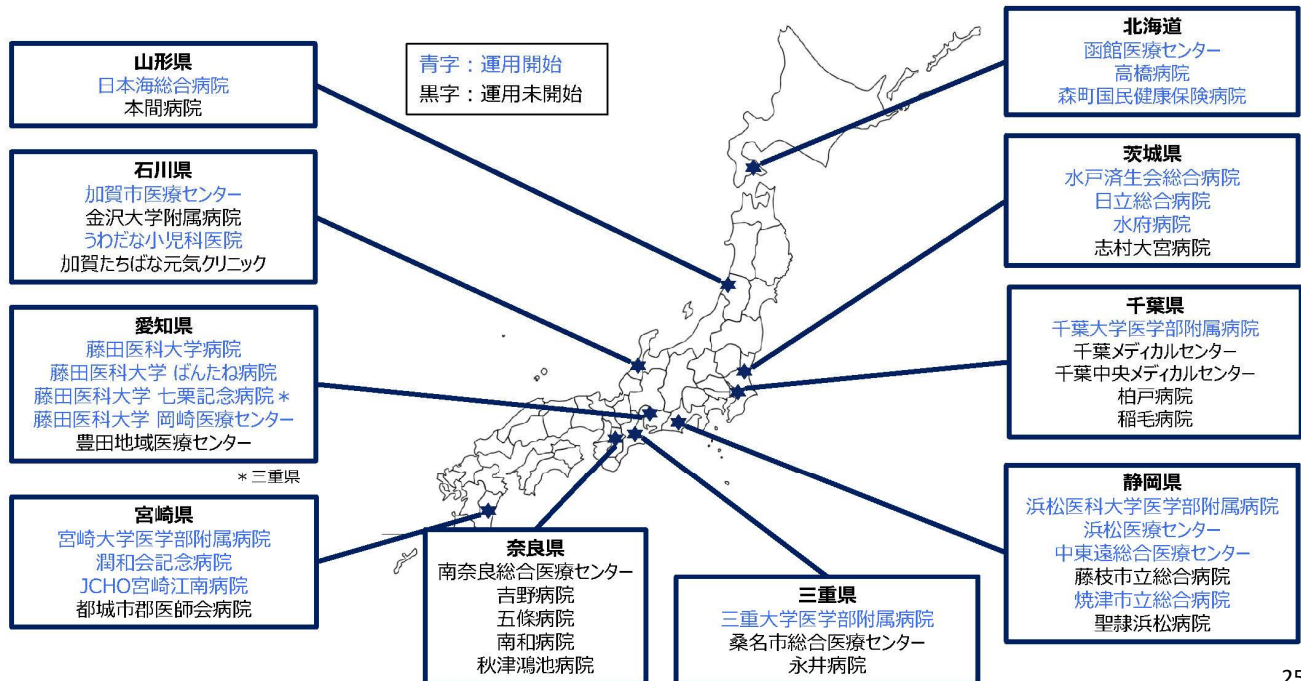 山形県
日本海総合病院
本間病院
青字：運用開始
黒字：運用未開始
北海道
函館医療センター
高橋病院
森町国民健康保険病院
石川県
加賀市医療センター
金沢大学附属病院
うわだな小児科医院
加賀たちばな元気クリニック
茨城県
水戸済生会総合病院
日立総合病院
水府病院
志村大宮病院
愛知県
藤田医科大学病院
藤田医科大学 ばんたね病院
藤田医科大学 七栗記念病院＊
藤田医科大学 岡崎医療センター
豊田地域医療センター
＊三重県
千葉県
千葉大学医学部附属病院
千葉メディカルセンター
千葉中央メディカルセンター
柏戸病院
稲毛病院
宮崎県
宮崎大学医学部附属病院
潤和会記念病院
JCHO宮崎江南病院
都城市郡医師会病院
奈良県
南奈良総合医療センター
吉野病院
五條病院
南和病院
秋津鴻池病院
三重県
三重大学医学部附属病院
桑名市総合医療センター
永井病院
静岡県
浜松医科大学医学部附属病院
浜松医療センター
中東遠総合医療センター
藤枝市立総合病院
焼津市立総合病院
聖隷浜松病院
25